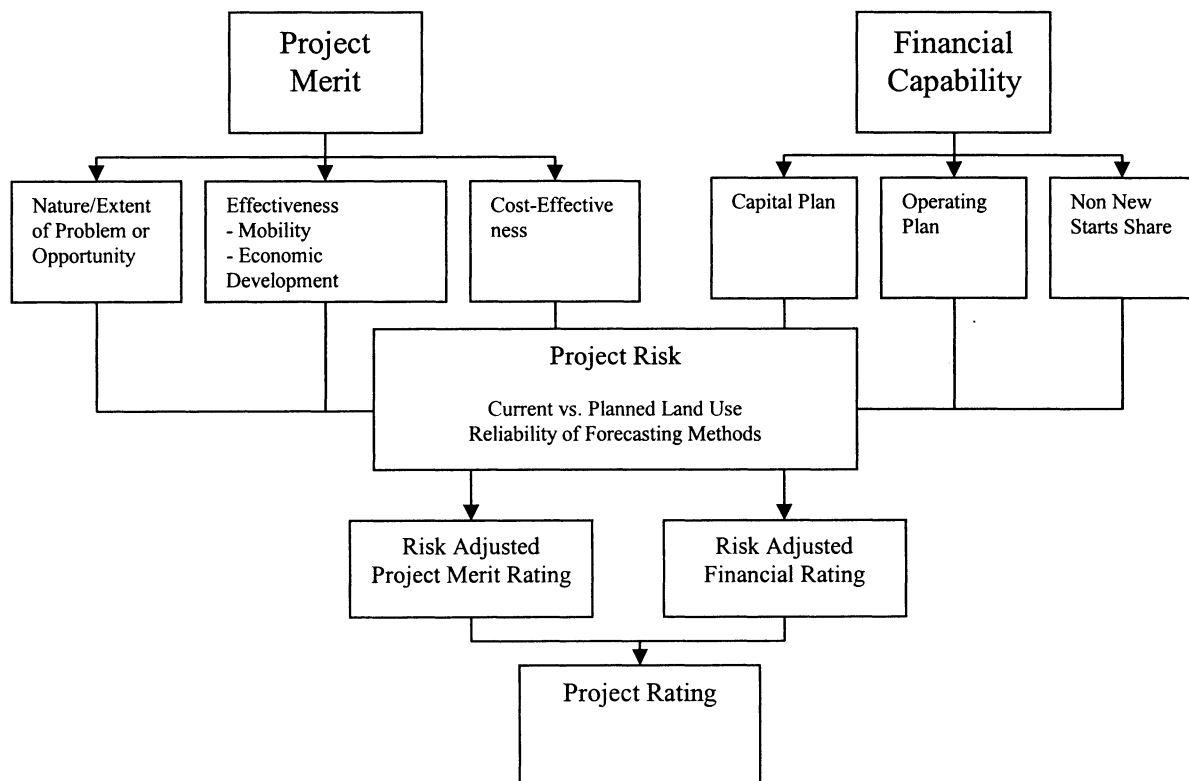 Project
Merit
Financial
Capability
Nature/Extent
of Problem or
Opportunity
Effectiveness
- Mobility
- Economic
Development
Cost-Effective
ness
Capital Plan
Operating
Plan
Non New
Starts Share
Project Risk
Current vs. Planned Land Use
Reliability of Forecasting Methods
Risk Adjusted
Project Merit Rating
Risk Adjusted
Financial Rating
Project Rating